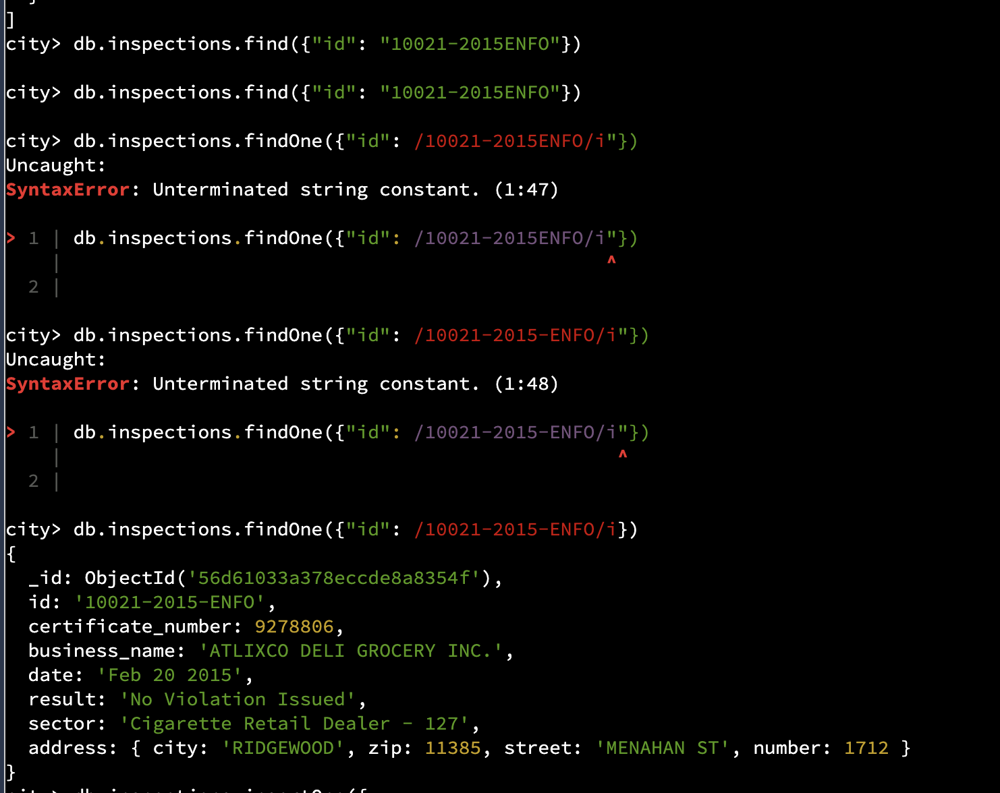 ]
city> db.inspections.find({"id": "10021-2015ENFO"})
city> db.inspections.find({"id": "10021-2015ENFO"})
city> db.inspections.findOne({"id": /10021-2015ENFO/i"})
Uncaught:
SyntaxError: Unterminated string constant. (1:47)
> 1 | db.inspections.findOne({"id": /10021-2015ENFO/i"})
|                                                 ^
2 |
city> db.inspections.findOne({"id": /10021-2015-ENFO/i"})
Uncaught:
SyntaxError: Unterminated string constant. (1:48)
> 1 | db.inspections.findOne({"id": /10021-2015-ENFO/i"})
|                                                  ^
2 |
city> db.inspections.findOne({"id": /10021-2015-ENFO/i})
{
_id: ObjectId('56d61033a378eccde8a8354f'),
id: '10021-2015-ENFO',
certificate_number: 9278806,
business_name: 'ATLIXCO DELI GROCERY INC.',
date: 'Feb 20 2015',
result: 'No Violation Issued',
sector: 'Cigarette Retail Dealer - 127',
address: { city: 'RIDGEWOOD', zip: 11385, street: 'MENAHAN ST', number: 1712 }
}